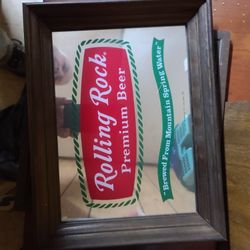 Rolling Rock®
Premium Beer
"Brewed From Mountain Spring Water"